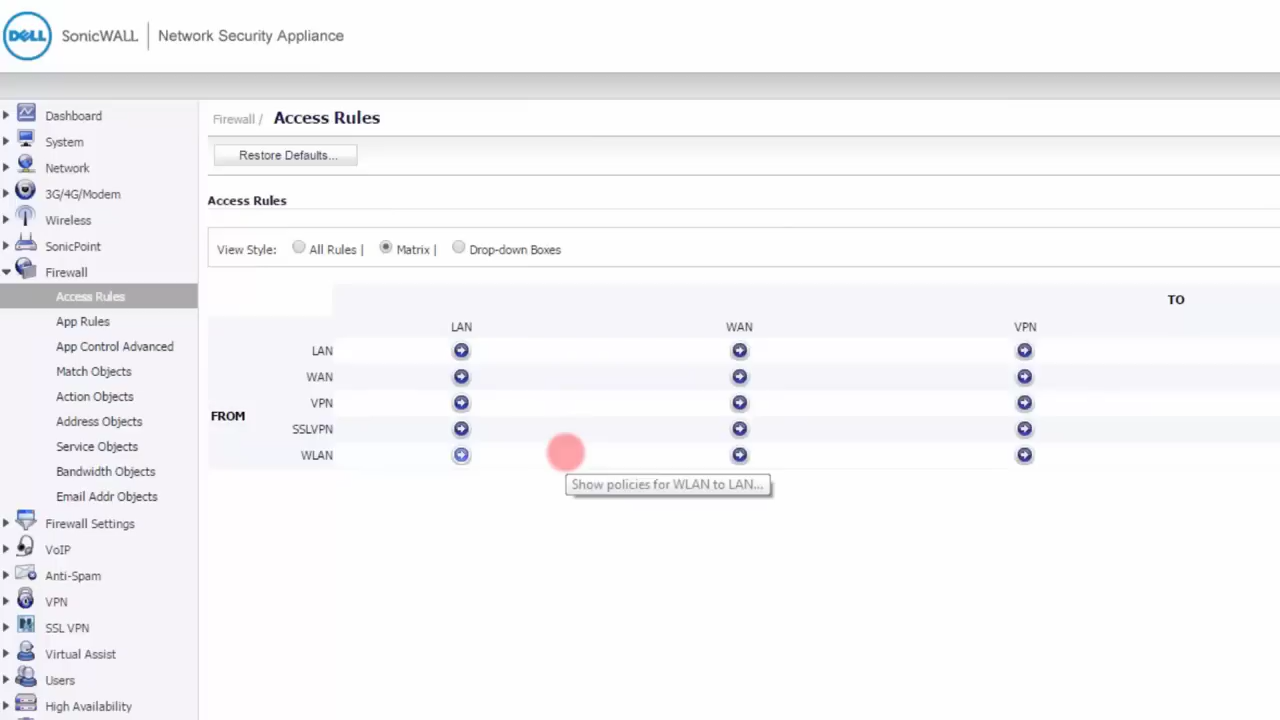 DELL SonicWALL | Network Security Appliance
Dashboard
System
Network
3G/4G/Modem
Wireless
SonicPoint
Firewall
Access Rules
App Rules
App Control Advanced
Match Objects
Action Objects
Address Objects
Service Objects
Bandwidth Objects
Email Addr Objects
Firewall Settings
VoIP
Anti-Spam
VPN
SSL VPN
Virtual Assist
Users
High Availability
Firewall / Access Rules
Restore Defaults...
Access Rules
View Style: All Rules | Matrix | Drop-down Boxes
TO
LAN WAN VPN
LAN
WAN
VPN
FROM
SSLVPN
WLAN
Show policies for WLAN to LAN...